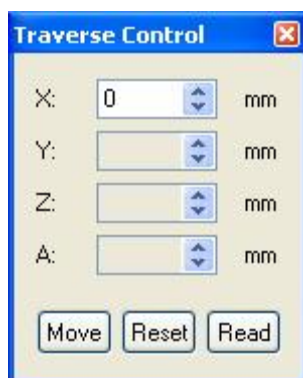 Traverse Control
X: 0 mm
Y: mm
Z: mm
A: mm
Move Reset Read